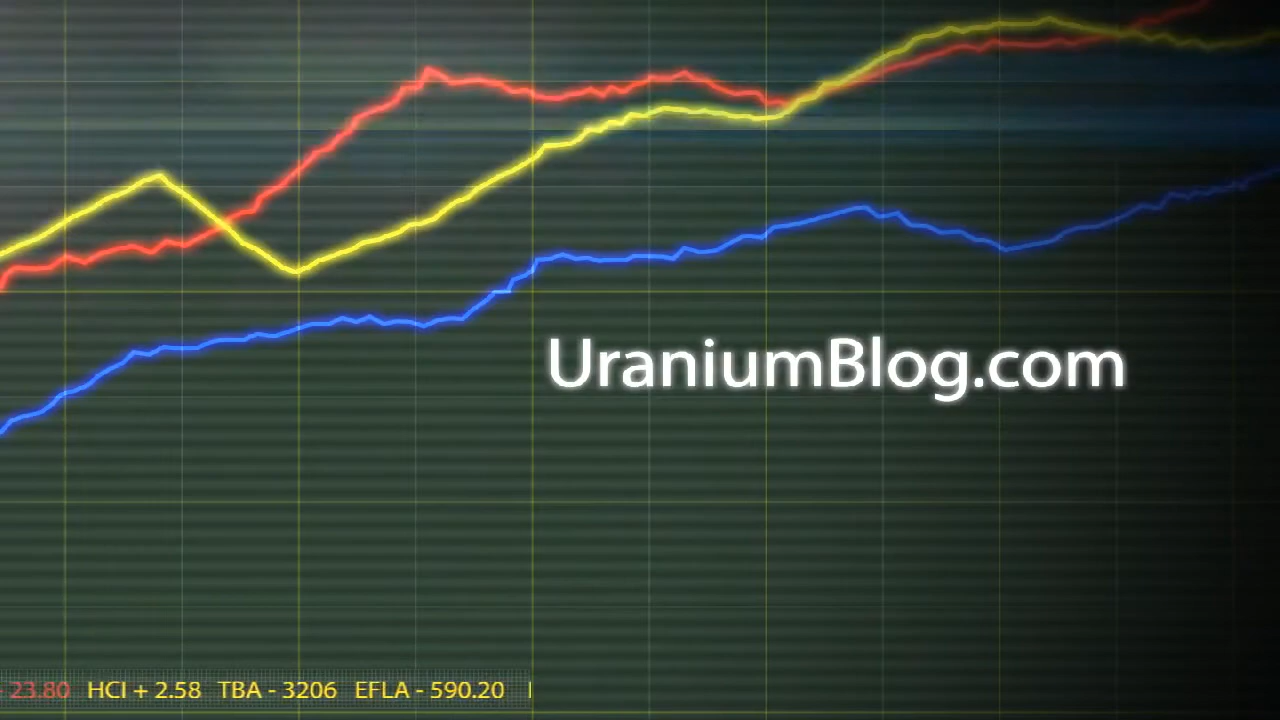 UraniumBlog.com
- 23.80 HCI + 2.58 TBA - 3206 EFLA - 590.20